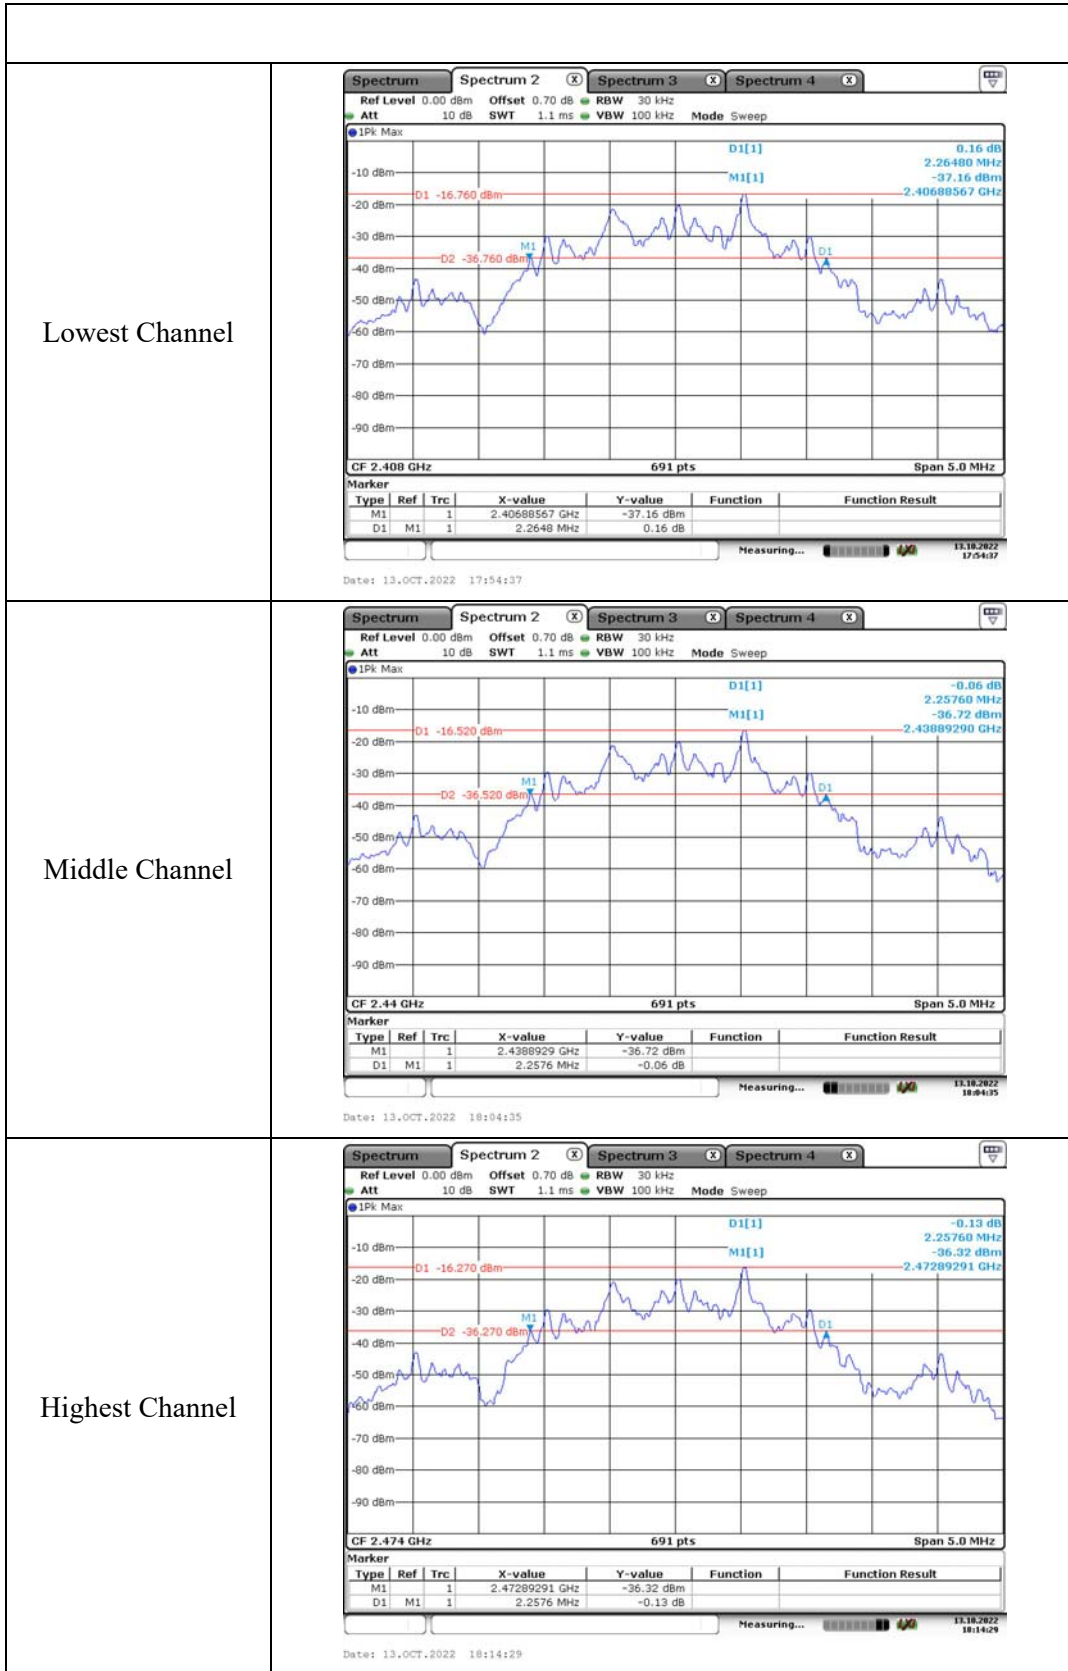 Lowest Channel
Spectrum Spectrum 2 X Spectrum 3 X Spectrum 4 X
Ref Level 0.00 dBm Offset 0.70 dB RBW 30 kHz
Att 10 dB SWT 1.1 ms VBW 100 kHz Mode Sweep
1Pk Max
D1[1] 0.16 dB
2.26480 MHz
M1[1] -37.16 dBm
2.40688567 GHz
-10 dBm
D1 -16.760 dBm
-20 dBm
-30 dBm
M1
D2 -36.760 dBm
D1
-40 dBm
-50 dBm
-60 dBm
-70 dBm
-80 dBm
-90 dBm
CF 2.408 GHz 691 pts Span 5.0 MHz
Marker
Type Ref Trc X-value Y-value Function Function Result
M1 1 2.40688567 GHz -37.16 dBm
D1 M1 1 2.2648 MHz 0.16 dB
Measuring... 13.10.2022
17:54:37
Date: 13.OCT.2022 17:54:37
Middle Channel
Spectrum Spectrum 2 X Spectrum 3 X Spectrum 4 X
Ref Level 0.00 dBm Offset 0.70 dB RBW 30 kHz
Att 10 dB SWT 1.1 ms VBW 100 kHz Mode Sweep
1Pk Max
D1[1] -0.06 dB
2.25760 MHz
M1[1] -36.72 dBm
2.43889290 GHz
-10 dBm
D1 -16.520 dBm
-20 dBm
-30 dBm
M1
D2 -36.520 dBm
D1
-40 dBm
-50 dBm
-60 dBm
-70 dBm
-80 dBm
-90 dBm
CF 2.44 GHz 691 pts Span 5.0 MHz
Marker
Type Ref Trc X-value Y-value Function Function Result
M1 1 2.4388929 GHz -36.72 dBm
D1 M1 1 2.2576 MHz -0.06 dB
Measuring... 13.10.2022
18:04:35
Date: 13.OCT.2022 18:04:35
Highest Channel
Spectrum Spectrum 2 X Spectrum 3 X Spectrum 4 X
Ref Level 0.00 dBm Offset 0.70 dB RBW 30 kHz
Att 10 dB SWT 1.1 ms VBW 100 kHz Mode Sweep
1Pk Max
D1[1] -0.13 dB
2.25760 MHz
M1[1] -36.32 dBm
2.47289291 GHz
-10 dBm
D1 -16.270 dBm
-20 dBm
-30 dBm
M1
D2 -36.270 dBm
D1
-40 dBm
-50 dBm
-60 dBm
-70 dBm
-80 dBm
-90 dBm
CF 2.474 GHz 691 pts Span 5.0 MHz
Marker
Type Ref Trc X-value Y-value Function Function Result
M1 1 2.47289291 GHz -36.32 dBm
D1 M1 1 2.2576 MHz -0.13 dB
Measuring... 13.10.2022
18:14:29
Date: 13.OCT.2022 18:14:29